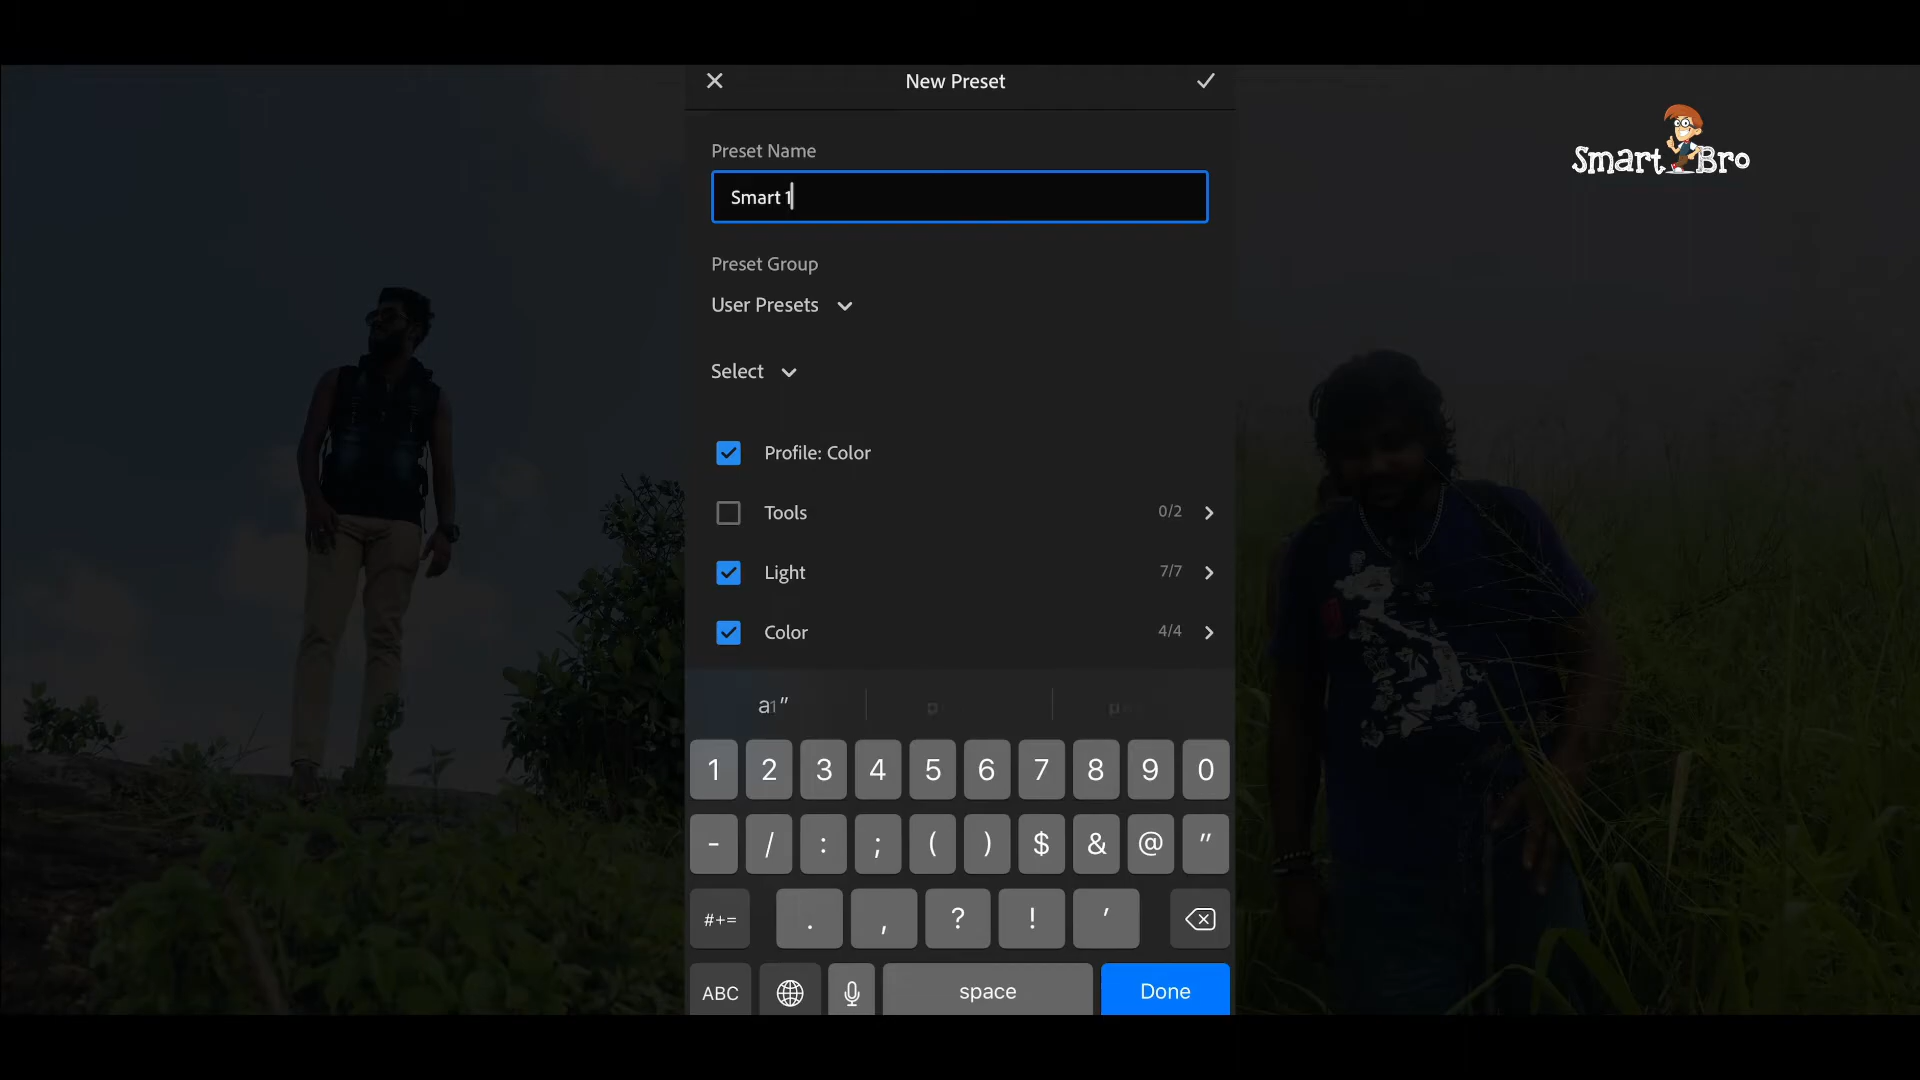 New Preset
Smart Bro
Preset Name
Smart 1
Preset Group
User Presets
Select
Profile: Color
Tools 0/2
Light 7/7
Color 4/4
1 2 3 4 5 6 7 8 9 0
- / : ; ( ) $ & @ "
#+= . , ? ! '
ABC space Done